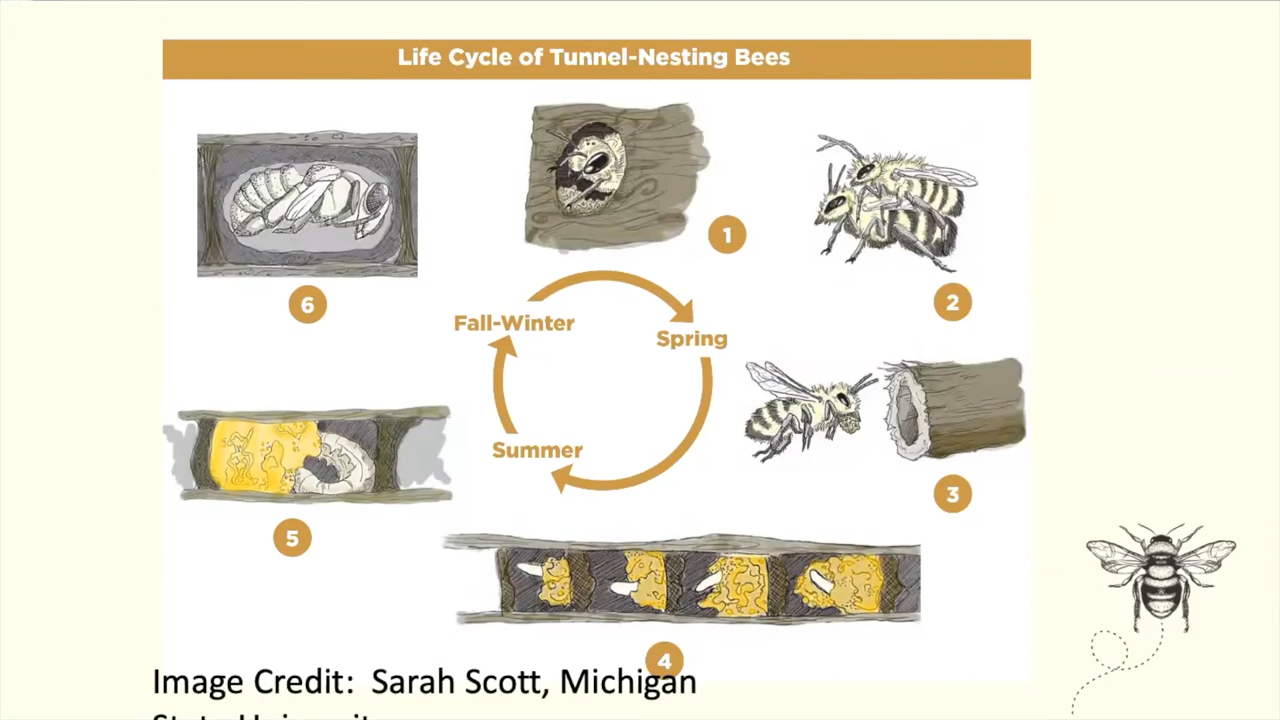 Life Cycle of Tunnel-Nesting Bees
1
2
6
Fall-Winter
Spring
Summer
3
5
4
Image Credit: Sarah Scott, Michigan